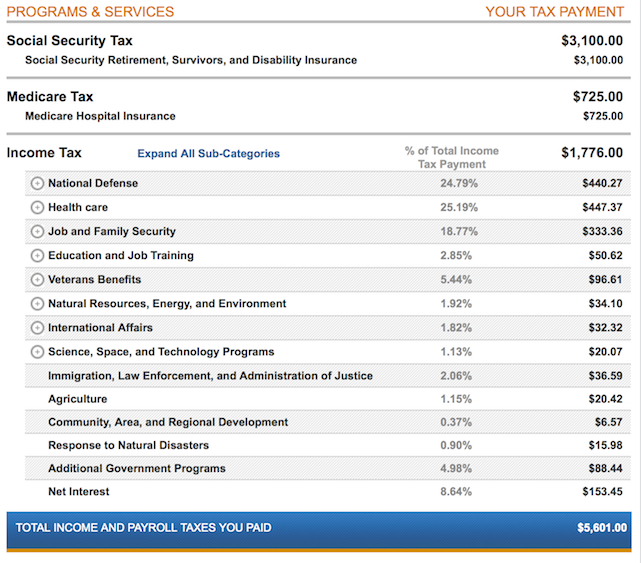 PROGRAMS & SERVICES YOUR TAX PAYMENT
Social Security Tax $3,100.00
Social Security Retirement, Survivors, and Disability Insurance $3,100.00
Medicare Tax $725.00
Medicare Hospital Insurance $725.00
Income Tax Expand All Sub-Categories % of Total Income Tax Payment $1,776.00
National Defense 24.79% $440.27
Health care 25.19% $447.37
Job and Family Security 18.77% $333.36
Education and Job Training 2.85% $50.62
Veterans Benefits 5.44% $96.61
Natural Resources, Energy, and Environment 1.92% $34.10
International Affairs 1.82% $32.32
Science, Space, and Technology Programs 1.13% $20.07
Immigration, Law Enforcement, and Administration of Justice 2.06% $36.59
Agriculture 1.15% $20.42
Community, Area, and Regional Development 0.37% $6.57
Response to Natural Disasters 0.90% $15.98
Additional Government Programs 4.98% $88.44
Net Interest 8.64% $153.45
TOTAL INCOME AND PAYROLL TAXES YOU PAID $5,601.00